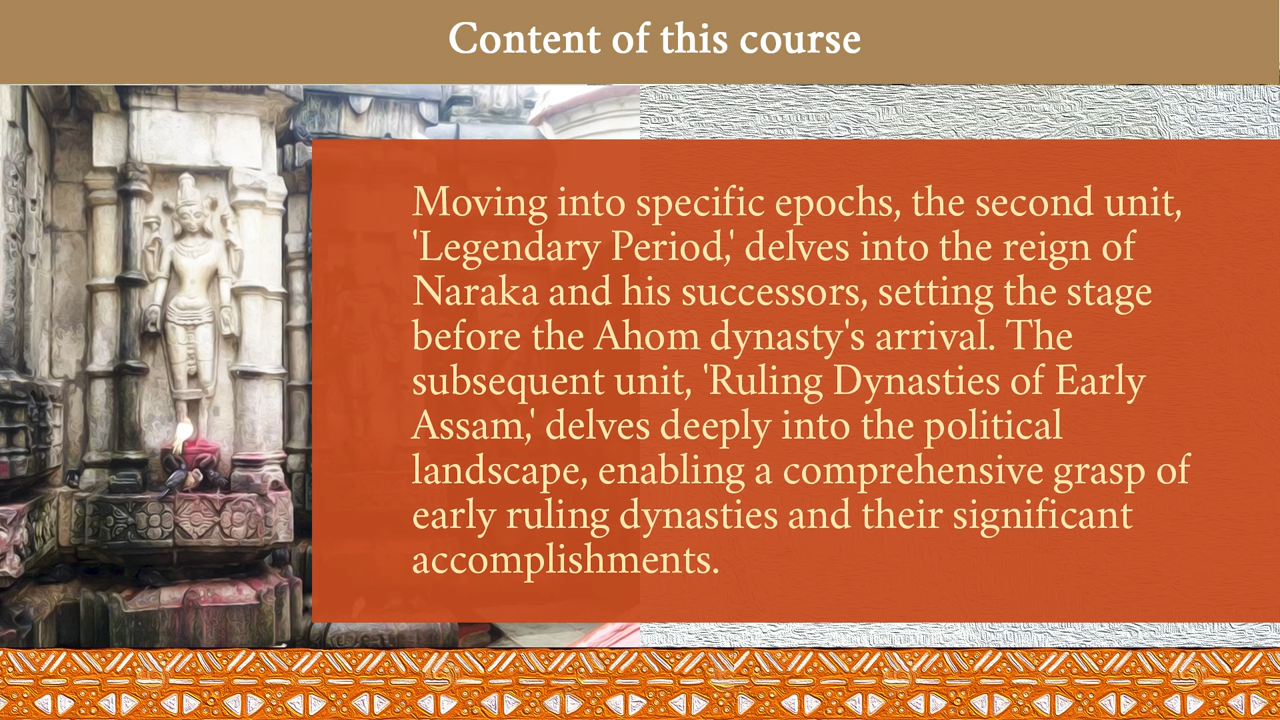 Content of this course
Moving into specific epochs, the second unit,
'Legendary Period,' delves into the reign of
Naraka and his successors, setting the stage
before the Ahom dynasty's arrival. The
subsequent unit, 'Ruling Dynasties of Early
Assam,' delves deeply into the political
landscape, enabling a comprehensive grasp of
early ruling dynasties and their significant
accomplishments.